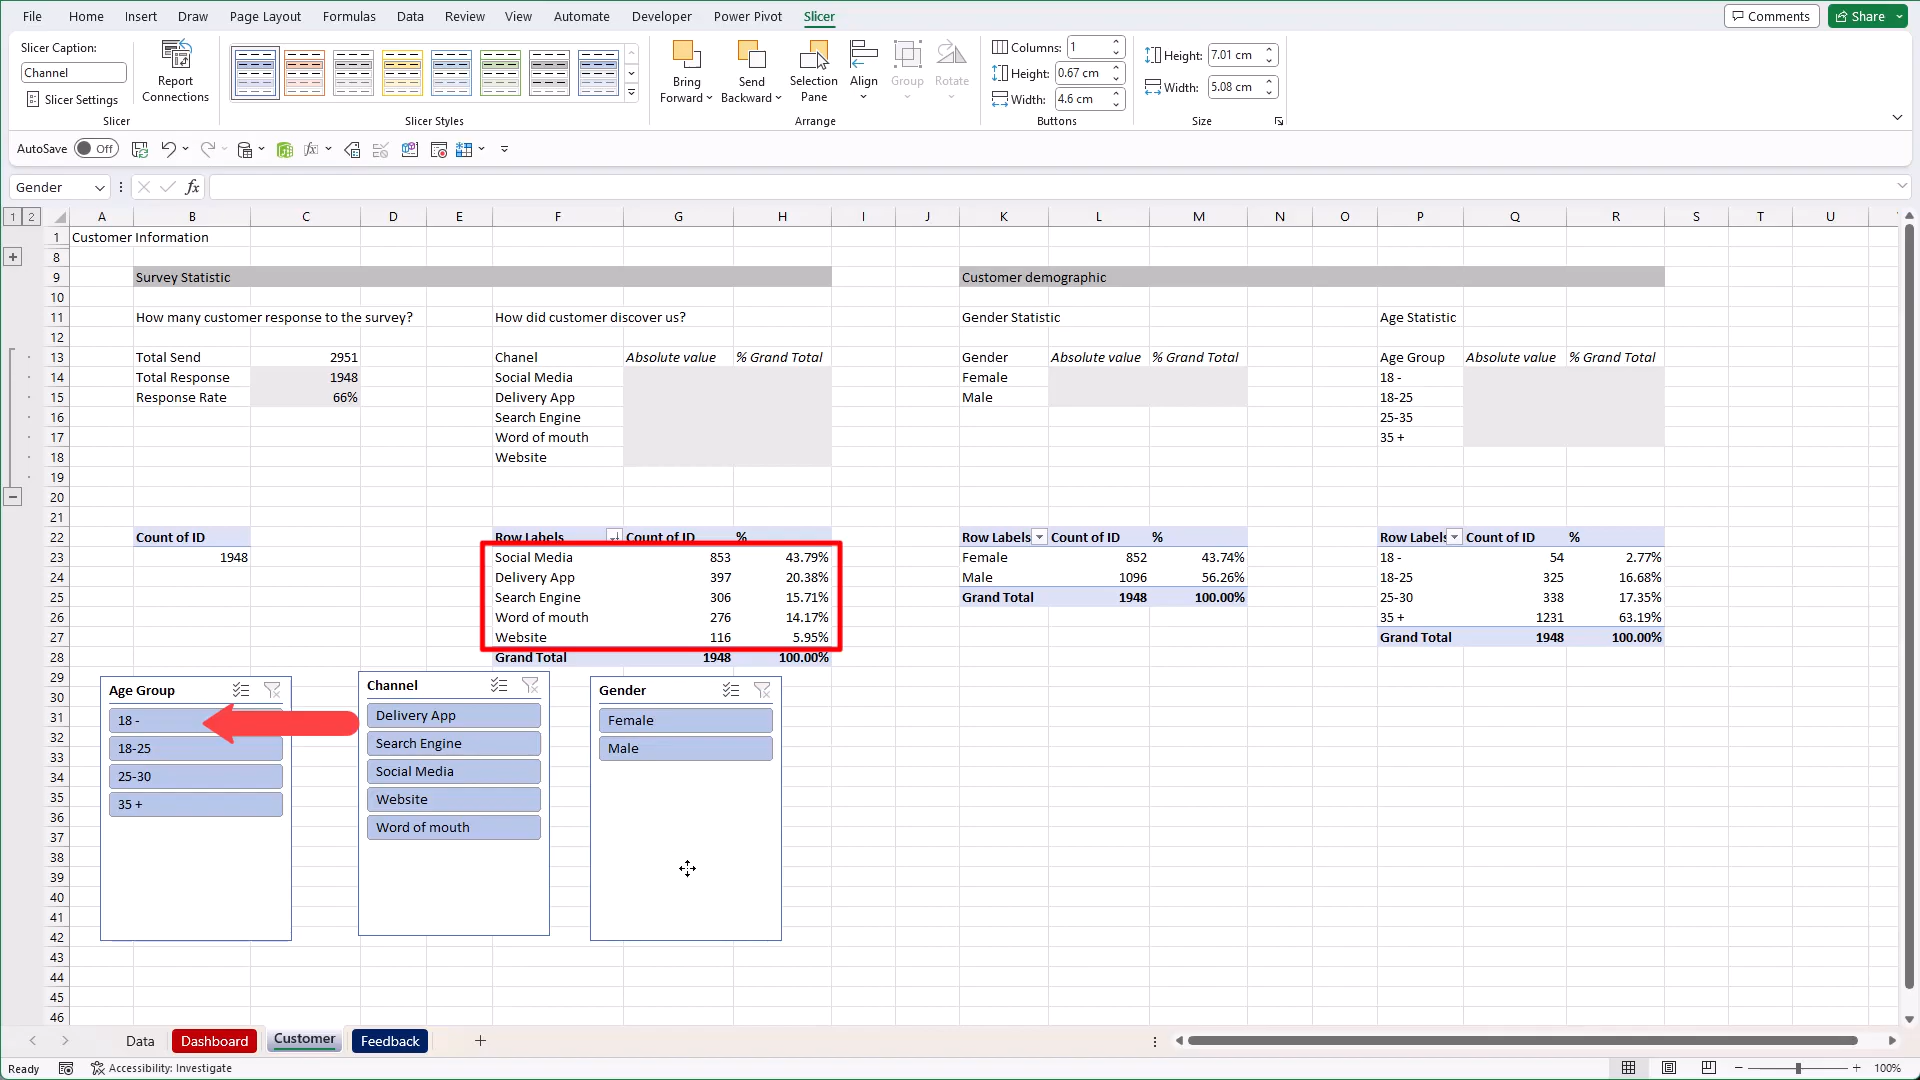 File Home Insert Draw Page Layout Formulas Data Review View Automate Developer Power Pivot Slicer Comments Share
Slicer Caption:
Channel
Slicer Settings
Report Connections
Slicer
Slicer Styles
Bring Forward
Send Backward
Selection Pane
Align
Group
Rotate
Arrange
Columns: 1
Height: 0.67 cm
Width: 4.6 cm
Buttons
Height: 7.01 cm
Width: 5.08 cm
Size
AutoSave Off
Gender fx
1 2 A B C D E F G H I J K L M N O P Q R S T U
1 Customer Information
8
9 Survey Statistic Customer demographic
10
11 How many customer response to the survey? How did customer discover us? Gender Statistic Age Statistic
12
13 Total Send 2951 Chanel Absolute value % Grand Total Gender Absolute value % Grand Total Age Group Absolute value % Grand Total
14 Total Response 1948 Social Media Female 18 -
15 Response Rate 66% Delivery App Male 18-25
16 Search Engine 25-35
17 Word of mouth 35 +
18 Website
19
20
21
22 Count of ID Row Labels Count of ID % Row Labels Count of ID % Row Labels Count of ID %
23 1948 Social Media 853 43.79% Female 852 43.74% 18 - 54 2.77%
24 Delivery App 397 20.38% Male 1096 56.26% 18-25 325 16.68%
25 Search Engine 306 15.71% Grand Total 1948 100.00% 25-30 338 17.35%
26 Word of mouth 276 14.17% 35 + 1231 63.19%
27 Website 116 5.95% Grand Total 1948 100.00%
28 Grand Total 1948 100.00%
29
30 Age Group Channel Gender
31 18 - Delivery App Female
32 18-25 Search Engine Male
33
34 25-30 Social Media
35 35 + Website
36 Word of mouth
37
38
39
40
41
42
43
44
45
46
Data Dashboard Customer Feedback
Ready Accessibility: Investigate 100%